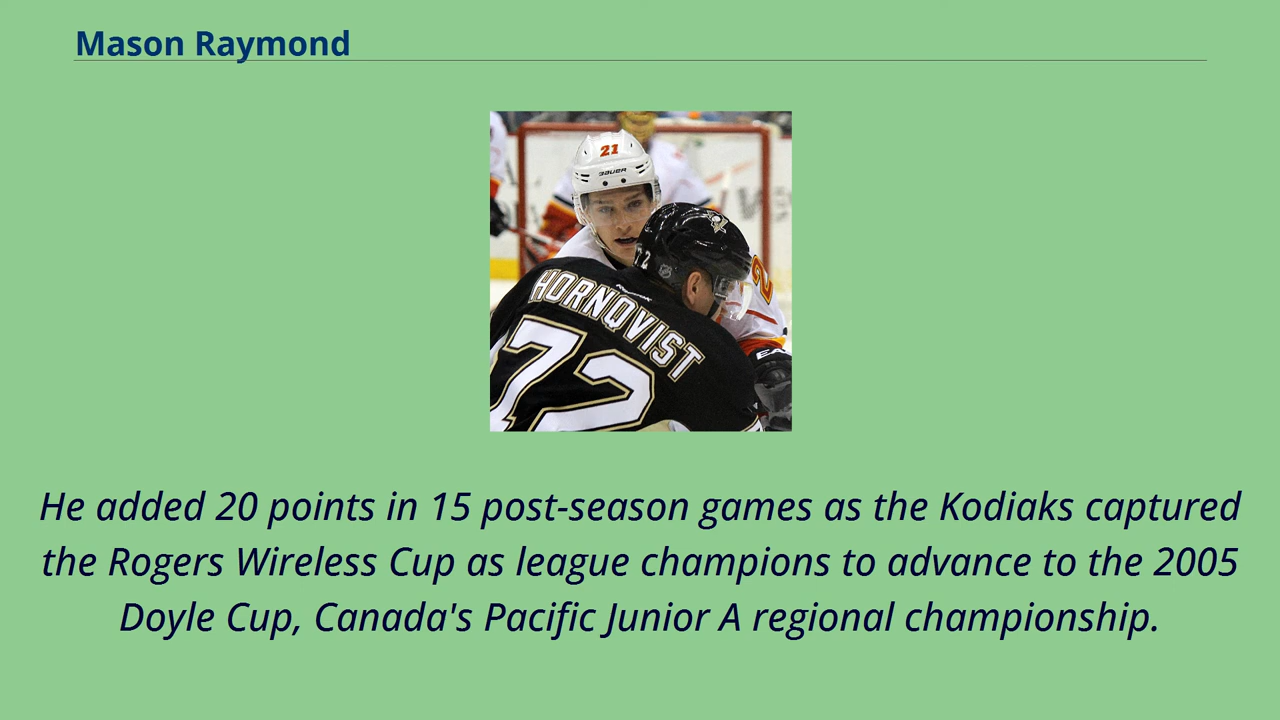 Mason Raymond
21
BAUER
72
HORNQVIST
72
2
He added 20 points in 15 post-season games as the Kodiaks captured
the Rogers Wireless Cup as league champions to advance to the 2005
Doyle Cup, Canada's Pacific Junior A regional championship.